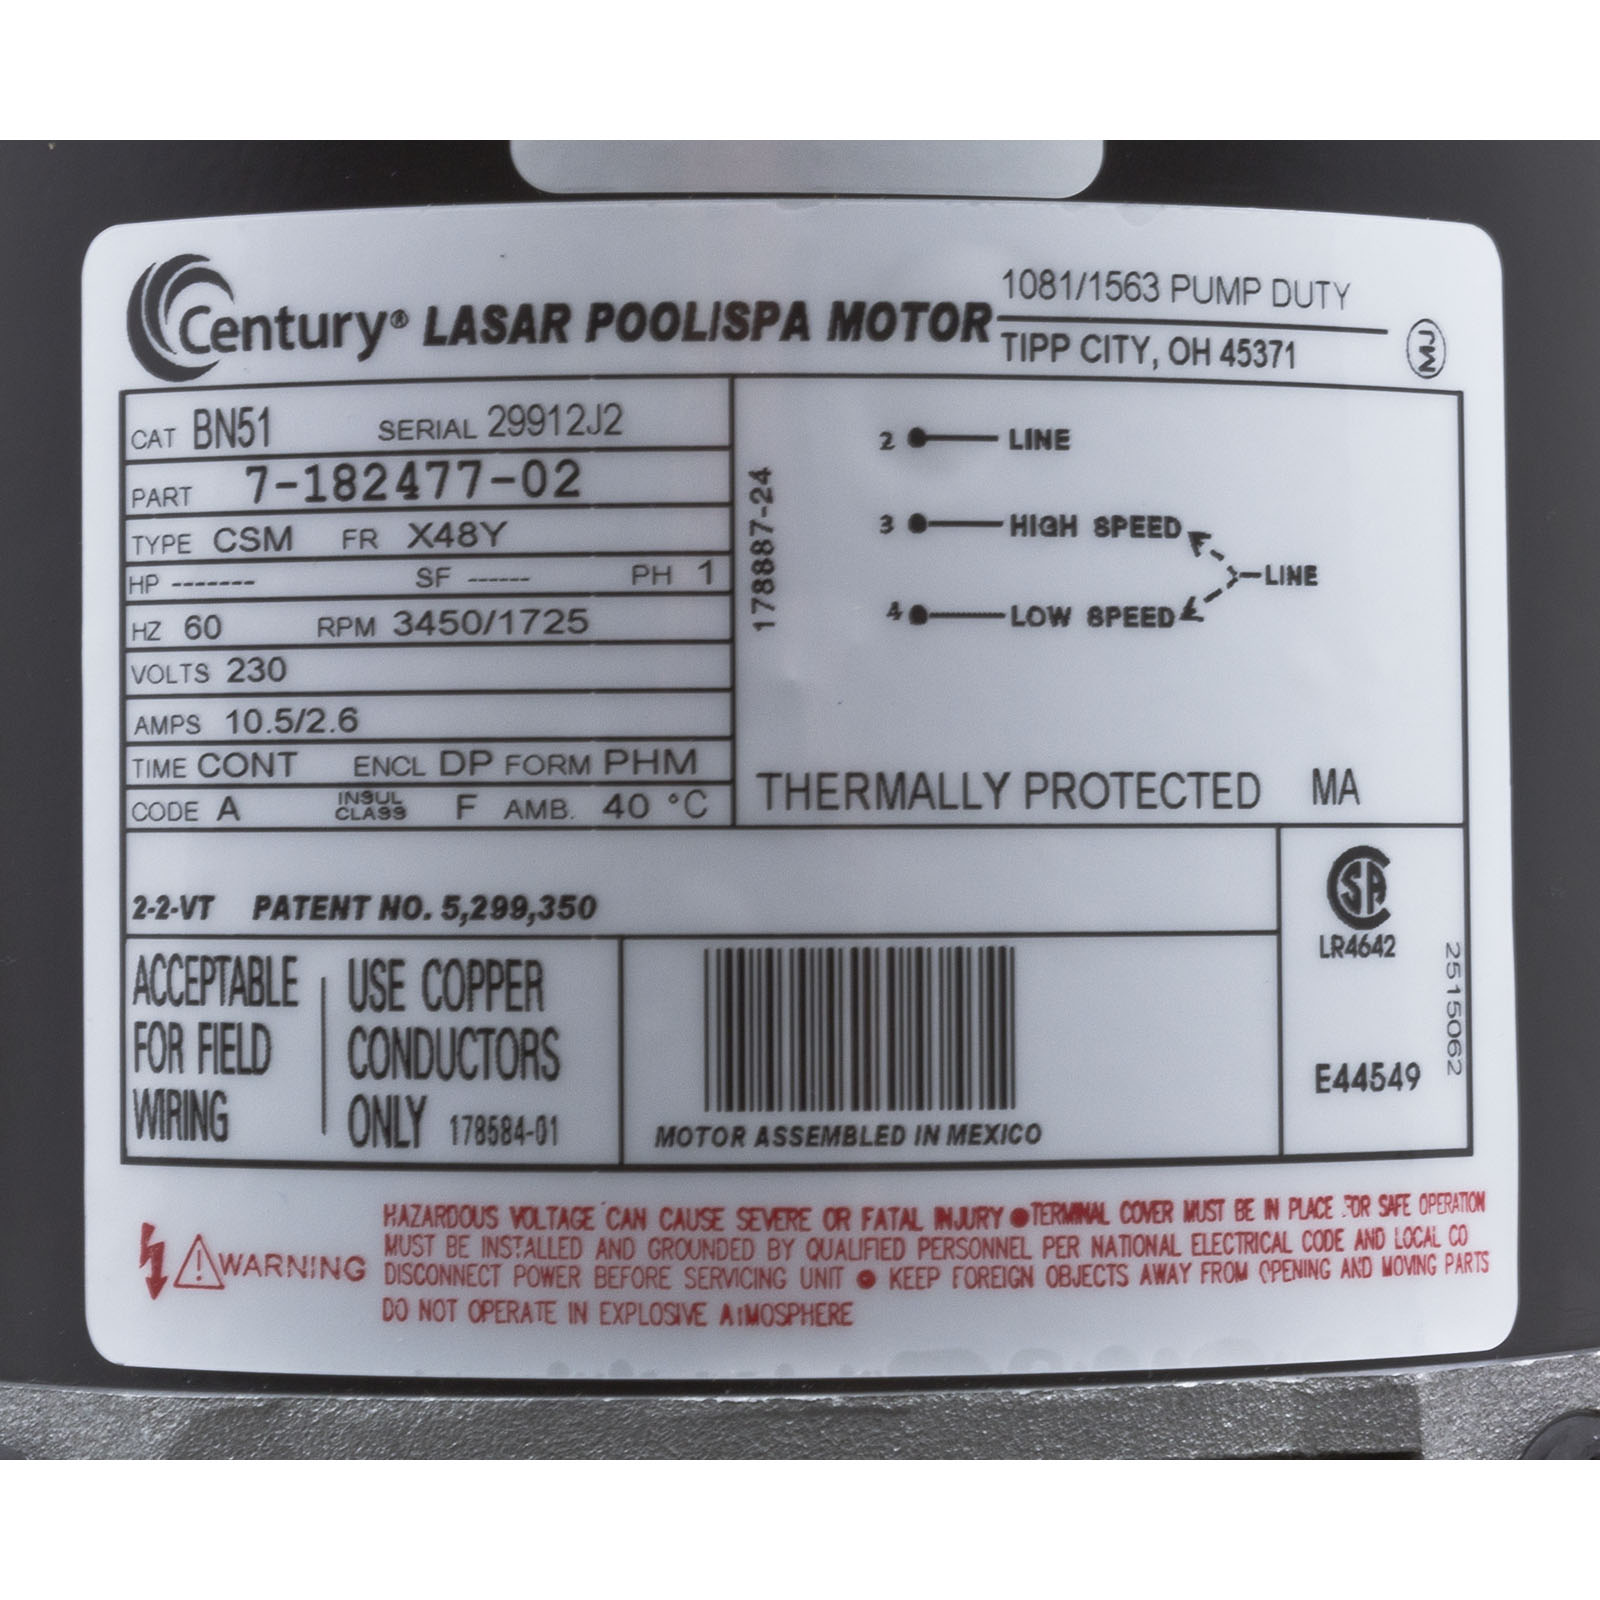 Century® LASAR POOL/SPA MOTOR
1081/1563 PUMP DUTY
TIPP CITY, OH 45371
CAT BN51 SERIAL 29912J2
PART 7-182477-02
TYPE CSM FR X48Y
HP ------- SF ------ PH 1
HZ 60 RPM 3450/1725
VOLTS 230
AMPS 10.5/2.6
TIME CONT ENCL DP FORM PHM
CODE A INSUL CLASS F AMB. 40 °C
178887-24
2 LINE
3 HIGH SPEED
LINE
4 LOW SPEED
THERMALLY PROTECTED MA
2-2-VT PATENT NO. 5,299,350
ACCEPTABLE
FOR FIELD
WIRING
USE COPPER
CONDUCTORS
ONLY 178584-01
MOTOR ASSEMBLED IN MEXICO
SA
LR4642
E44549
2515062
WARNING
HAZARDOUS VOLTAGE CAN CAUSE SEVERE OR FATAL INJURY ● TERMINAL COVER MUST BE IN PLACE FOR SAFE OPERATION
MUST BE INSTALLED AND GROUNDED BY QUALIFIED PERSONNEL PER NATIONAL ELECTRICAL CODE AND LOCAL CO
DISCONNECT POWER BEFORE SERVICING UNIT ● KEEP FOREIGN OBJECTS AWAY FROM OPENING AND MOVING PARTS
DO NOT OPERATE IN EXPLOSIVE ATMOSPHERE